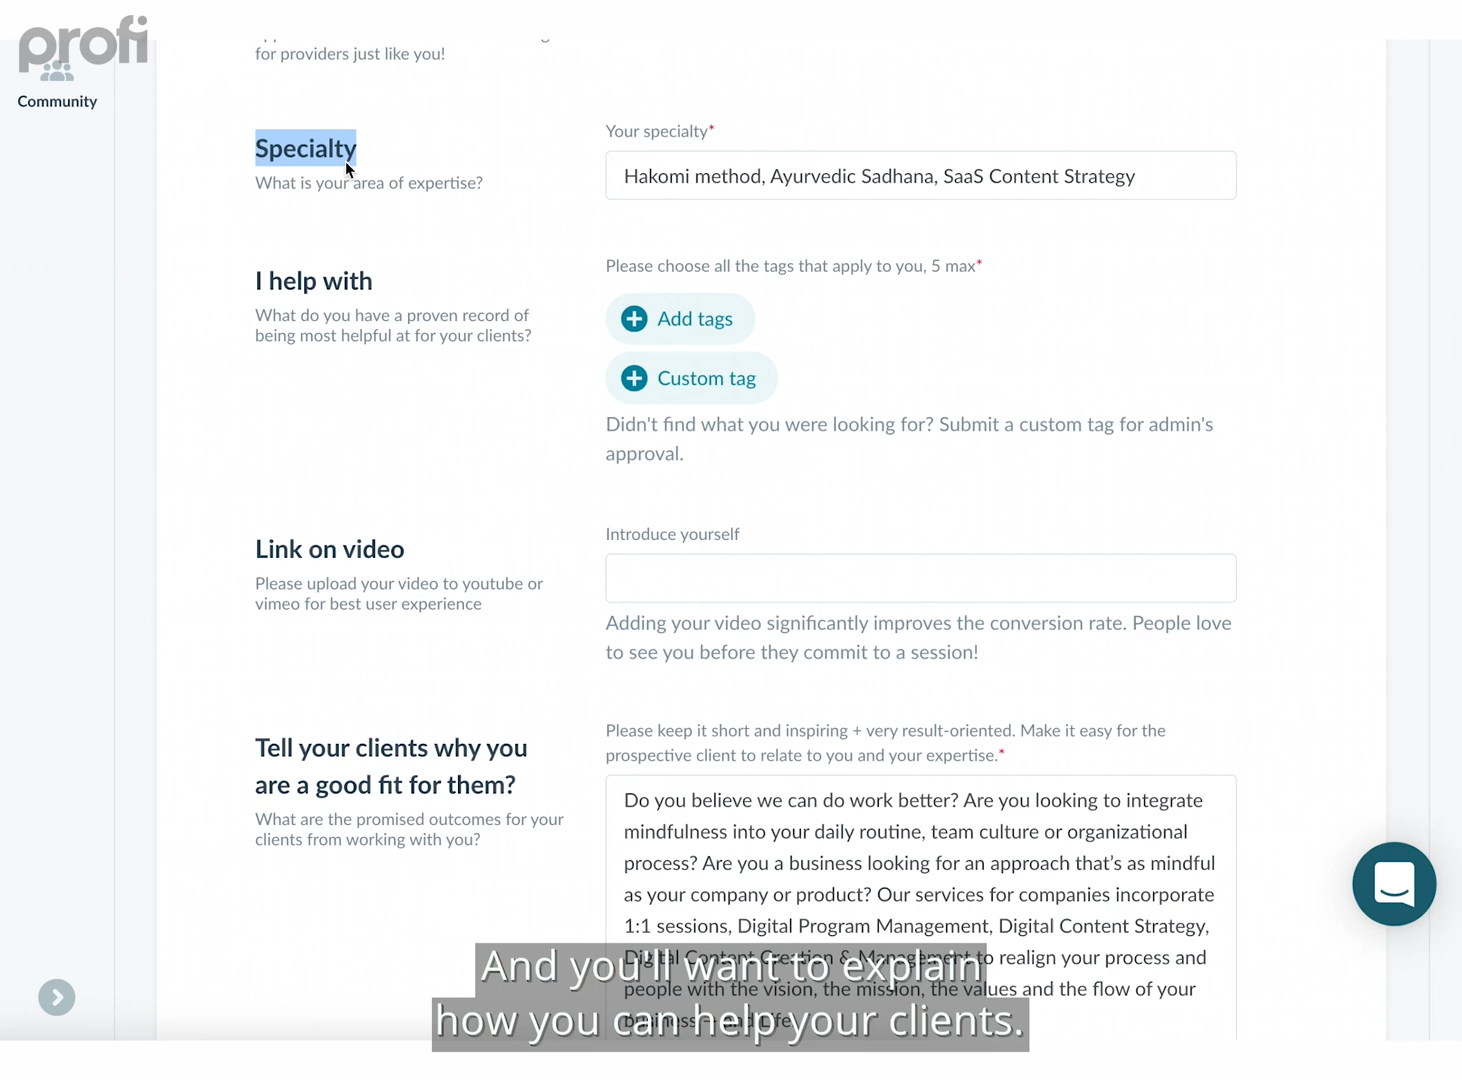 profi
Community
for providers just like you!
Specialty
What is your area of expertise?
Your specialty*
Hakomi method, Ayurvedic Sadhana, SaaS Content Strategy
I help with
What do you have a proven record of
being most helpful at for your clients?
Please choose all the tags that apply to you, 5 max*
Add tags
Custom tag
Didn't find what you were looking for? Submit a custom tag for admin's
approval.
Link on video
Please upload your video to youtube or
vimeo for best user experience
Introduce yourself
Adding your video significantly improves the conversion rate. People love
to see you before they commit to a session!
Tell your clients why you
are a good fit for them?
What are the promised outcomes for your
clients from working with you?
Please keep it short and inspiring + very result-oriented. Make it easy for the
prospective client to relate to you and your expertise.*
Do you believe we can do work better? Are you looking to integrate
mindfulness into your daily routine, team culture or organizational
process? Are you a business looking for an approach that's as mindful
as your company or product? Our services for companies incorporate
1:1 sessions, Digital Program Management, Digital Content Strategy,
Digital Content Creation & Management to realign your process and
people with the vision, the mission, the values and the flow of your
And you'll want to explain
how you can help your clients.